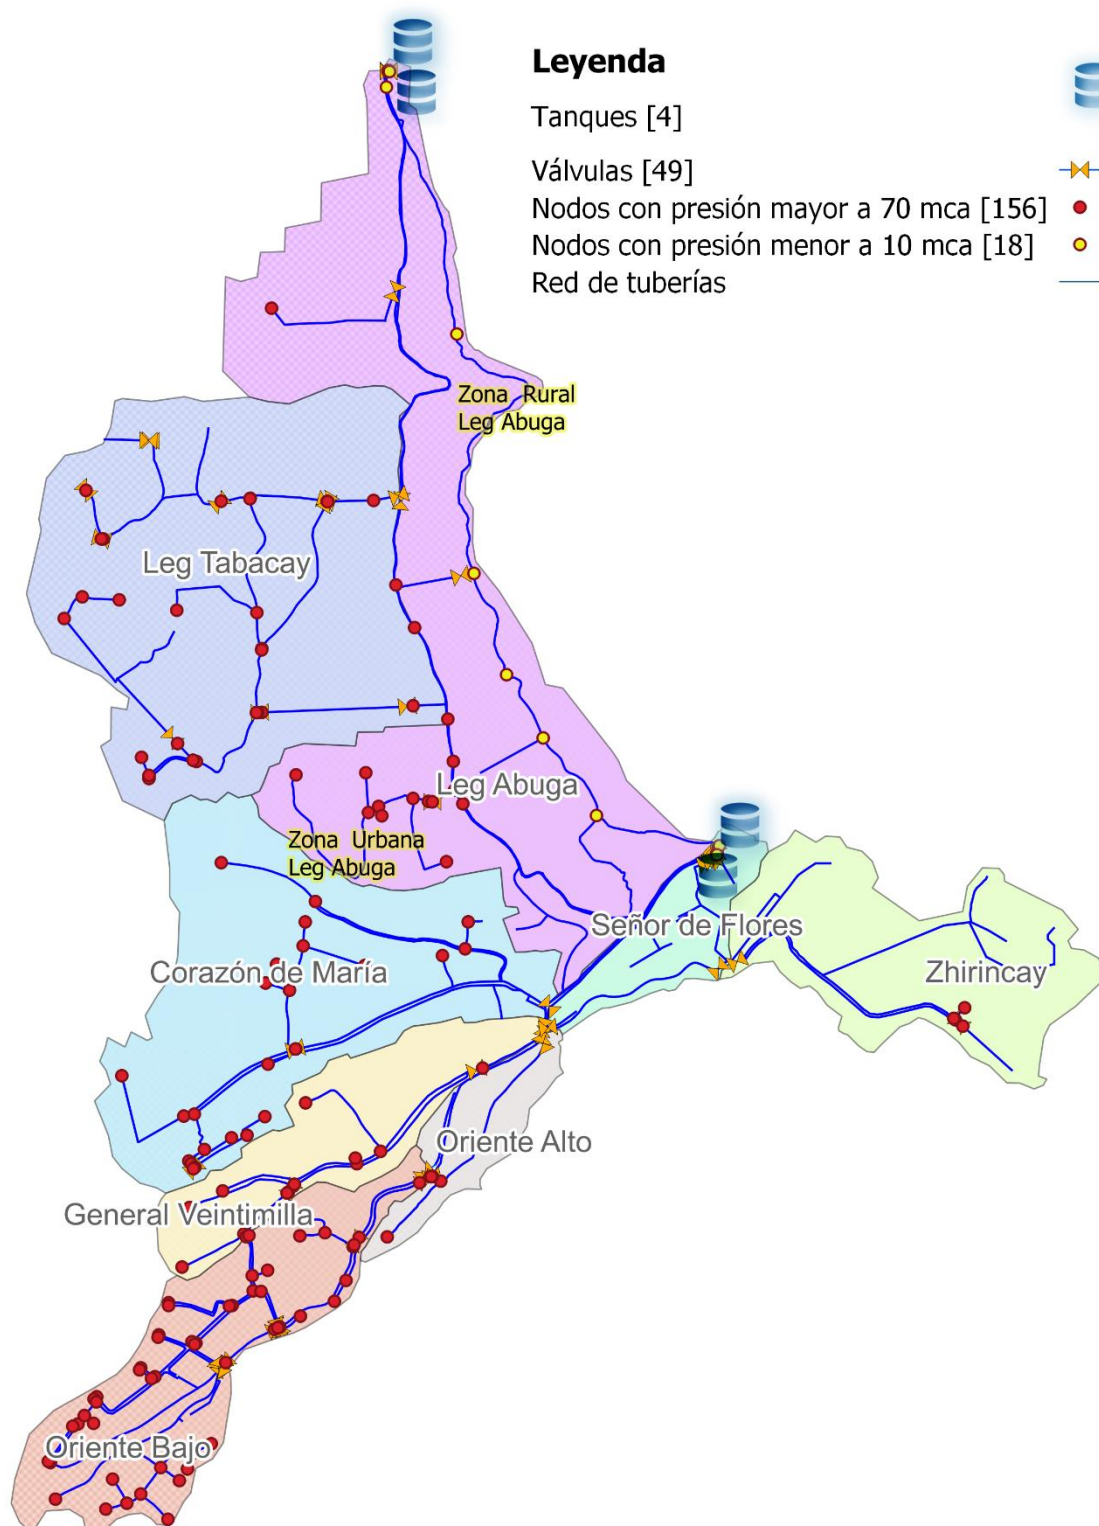 Leyenda
Tanques [4]
Válvulas [49]
Nodos con presión mayor a 70 mca [156]
Nodos con presión menor a 10 mca [18]
Red de tuberías
Zona Rural
Leg Abuga
Leg Tabacay
Leg Abuga
Zona Urbana
Leg Abuga
Señor de Flores
Corazón de María
Zhirincay
Oriente Alto
General Veintimilla
Oriente Bajo